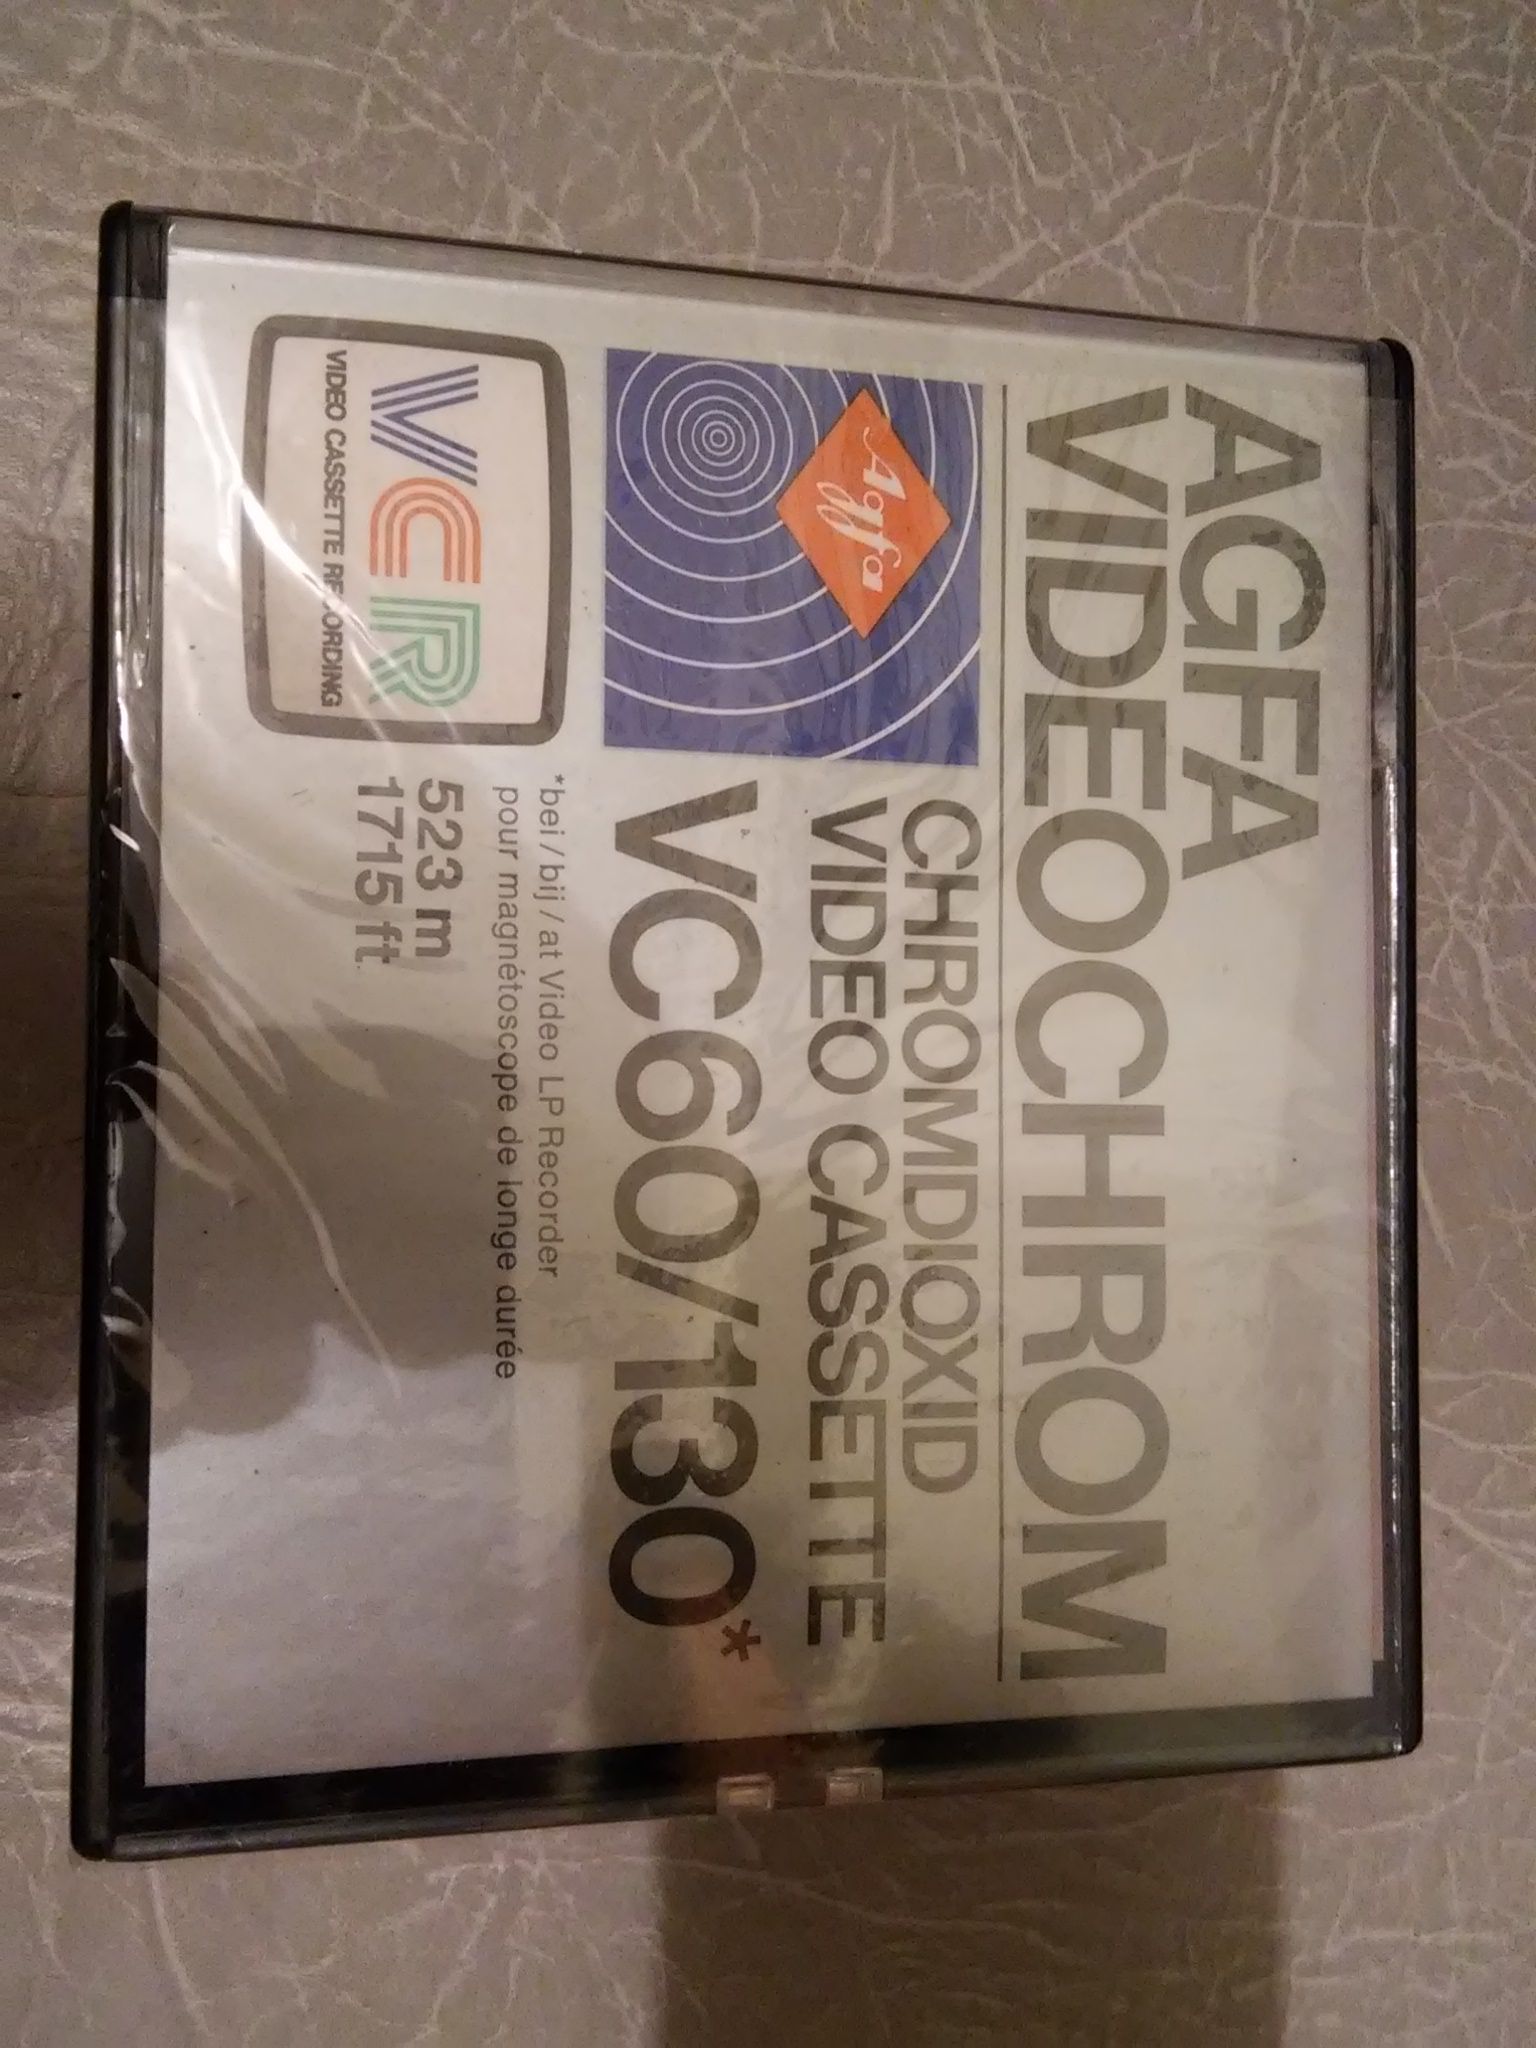 AGFA
VIDEOCHROM
Agfa
CHROMDIOXID
VIDEO CASSETTE
VC60/130*
*bei / bij / at Video LP Recorder
pour magnétoscope de longe durée
VCR
VIDEO CASSETTE RECORDING
523 m
1715 ft